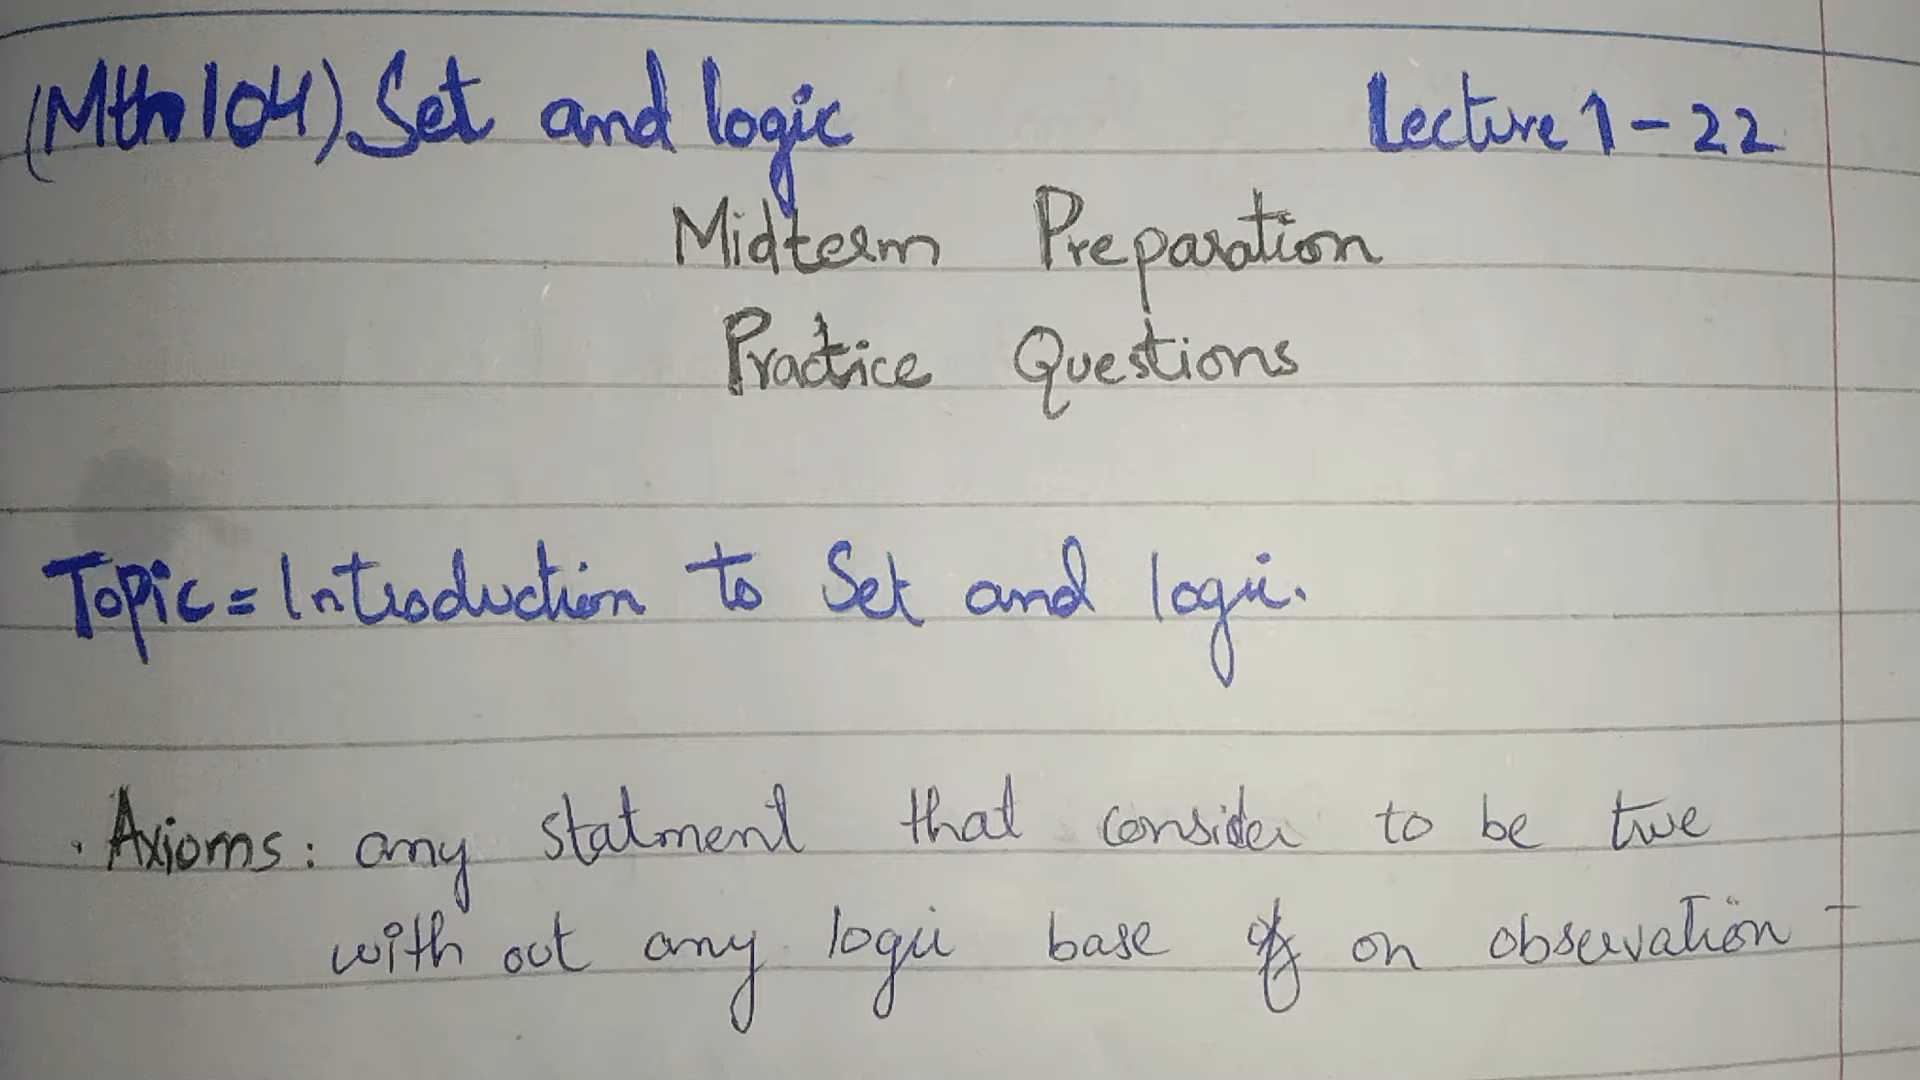 (Mth104) Set and logic Lecture 1-22
Midterm Preparation
Practice Questions
Topic = Introduction to Set and logic.
. Axioms: any statment that consider to be true
with out any logic base on observation -